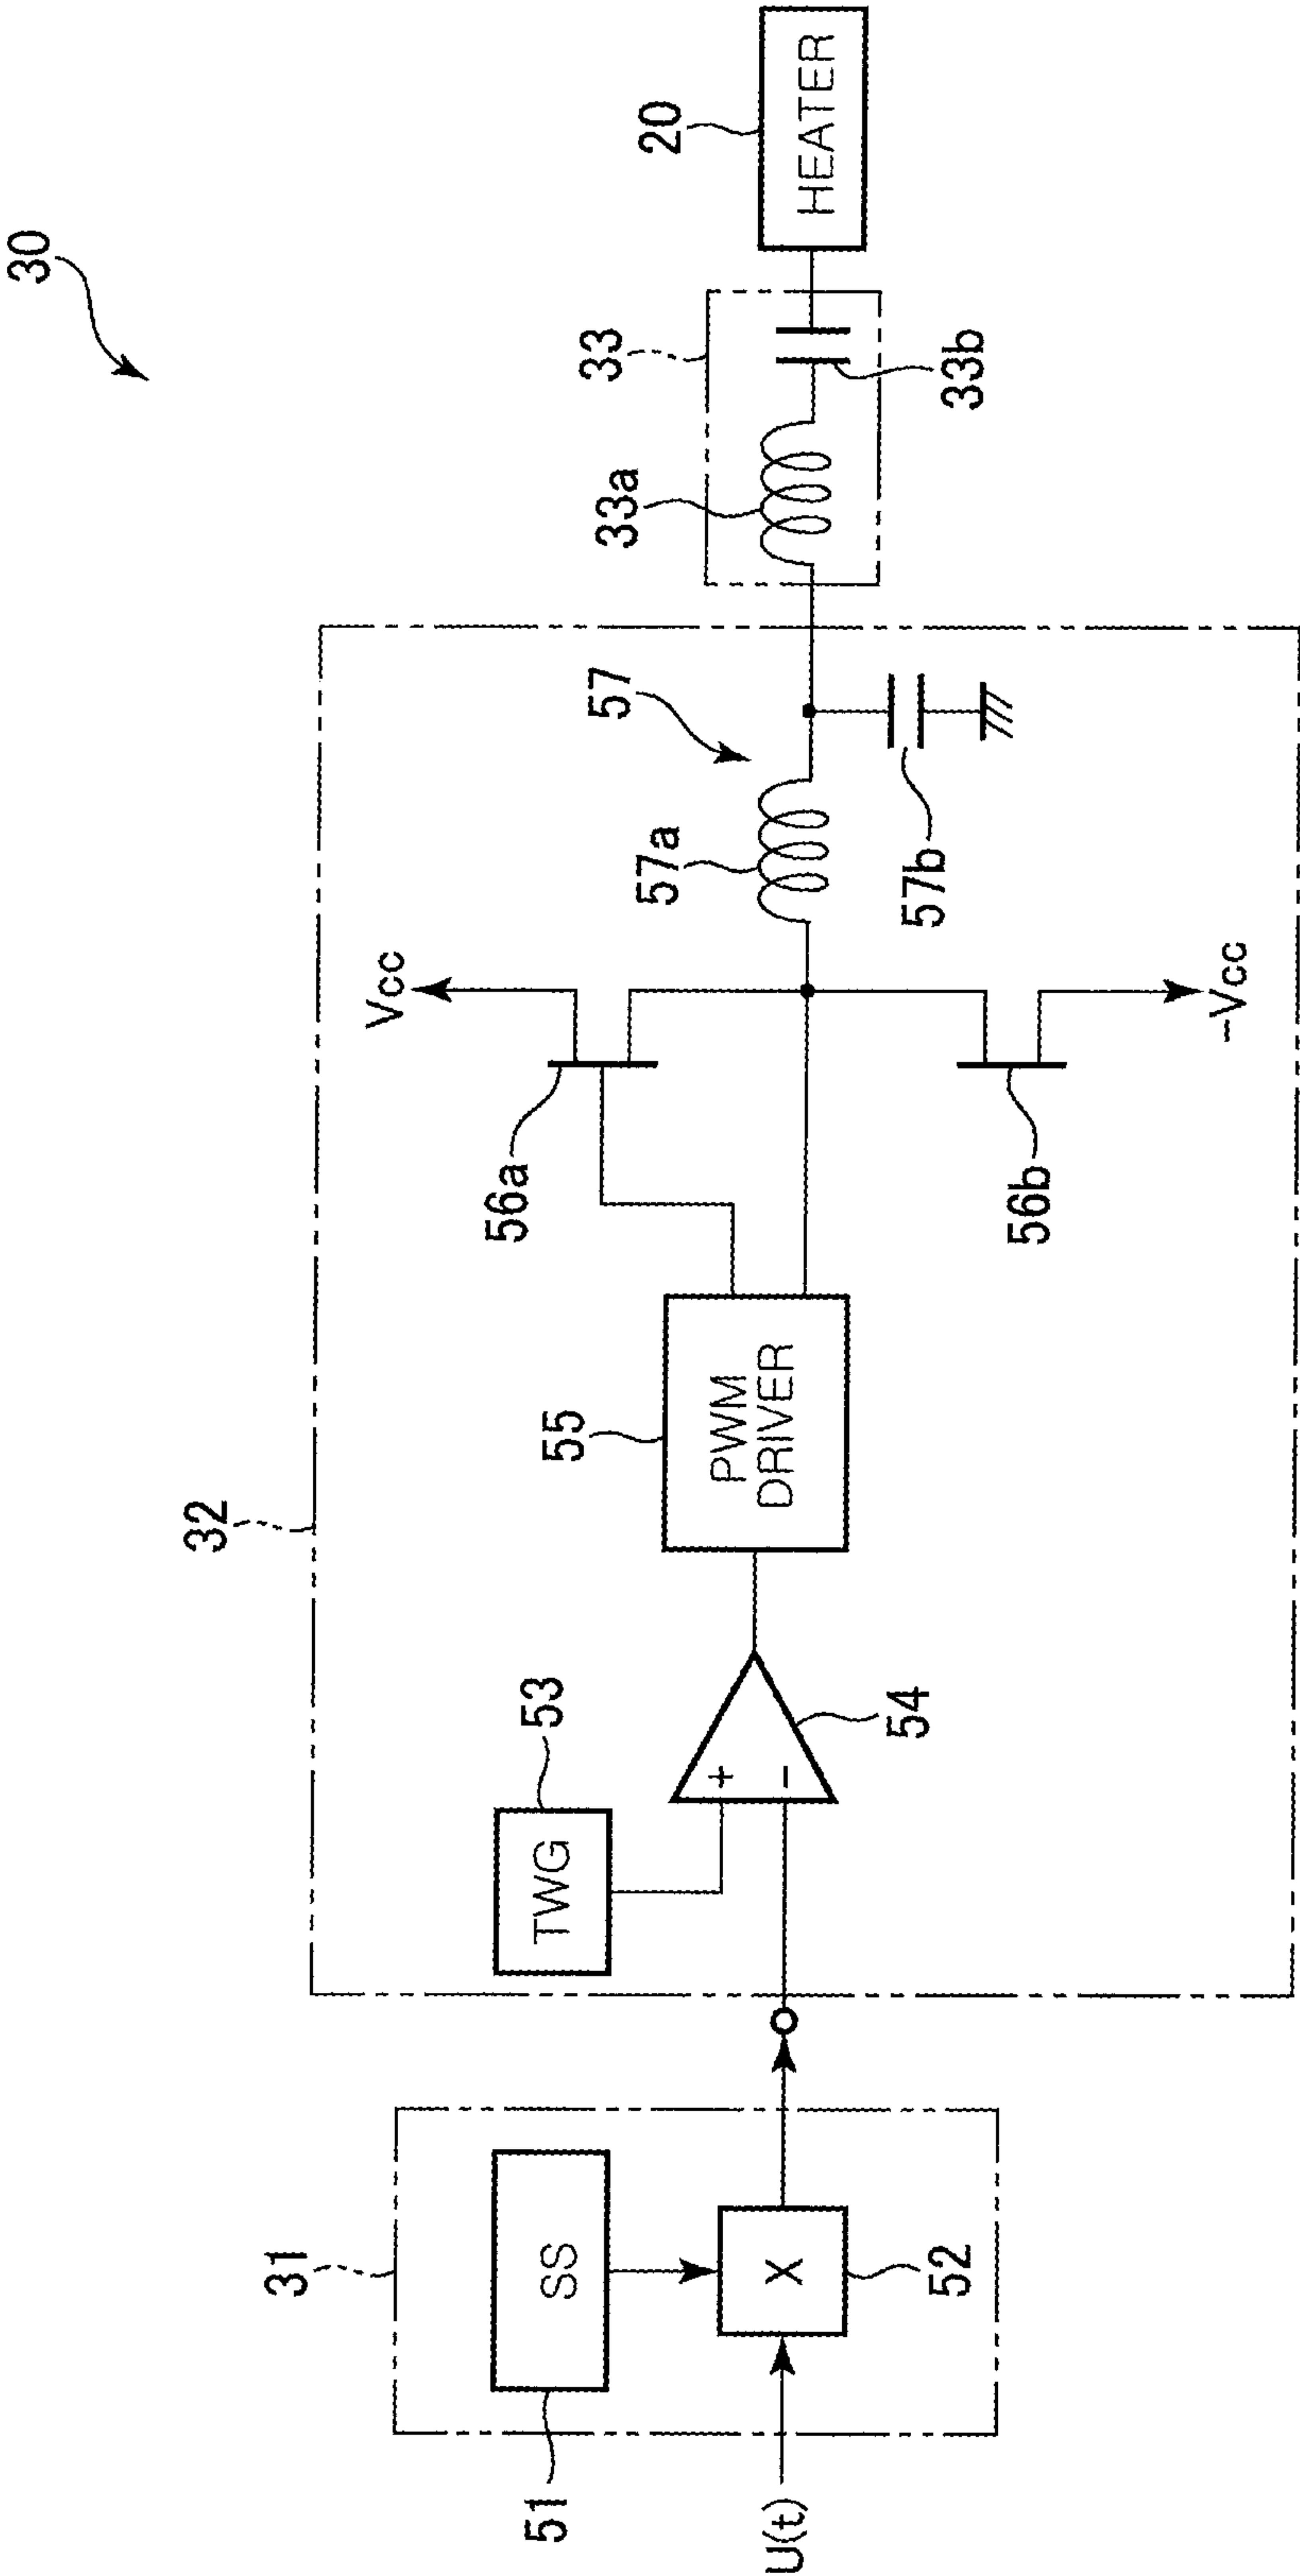 30
32
31
51
SS
U(t)
X
52
53
TWG
+
−
54
55
PWM
DRIVER
56a
Vcc
56b
−Vcc
57
57a
57b
33
33a
33b
20
HEATER